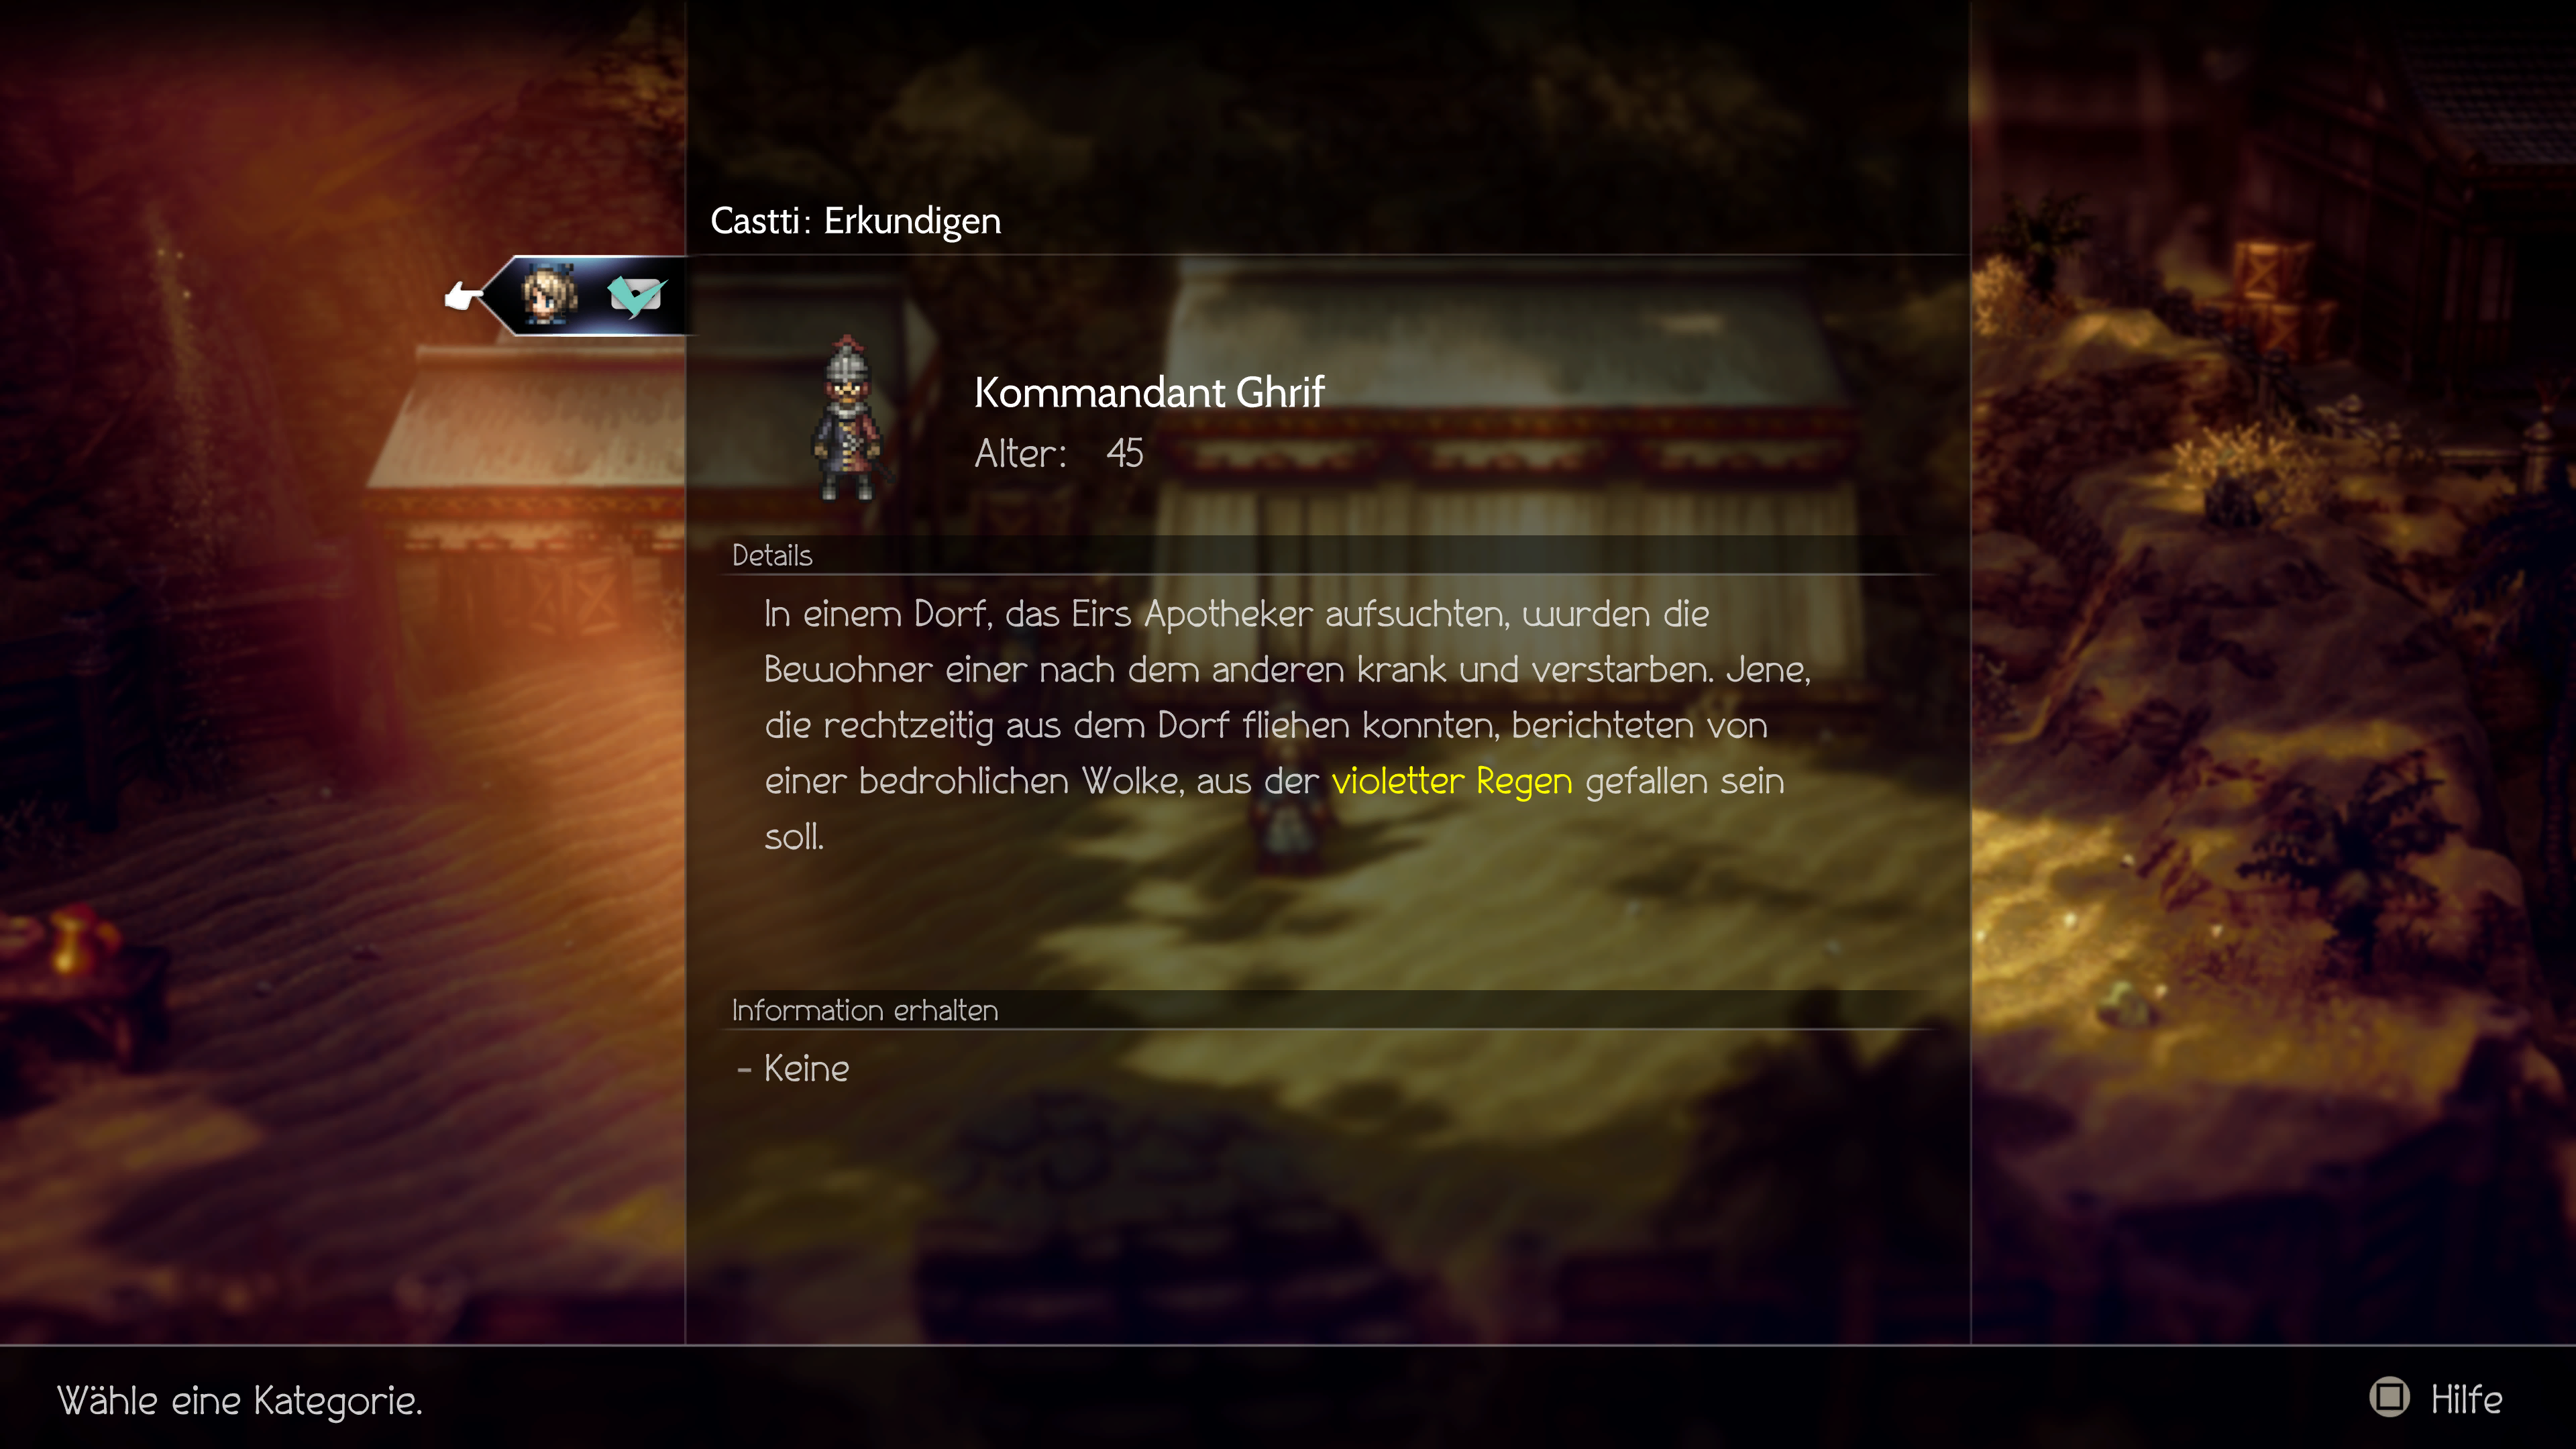 Castti: Erkundigen
Kommandant Ghrif
Alter: 45
Details
In einem Dorf, das Eirs Apotheker aufsuchten, wurden die
Bewohner einer nach dem anderen krank und verstarben. Jene,
die rechtzeitig aus dem Dorf fliehen konnten, berichteten von
einer bedrohlichen Wolke, aus der violetter Regen gefallen sein
soll.
Information erhalten
- Keine
Wähle eine Kategorie.
Hilfe